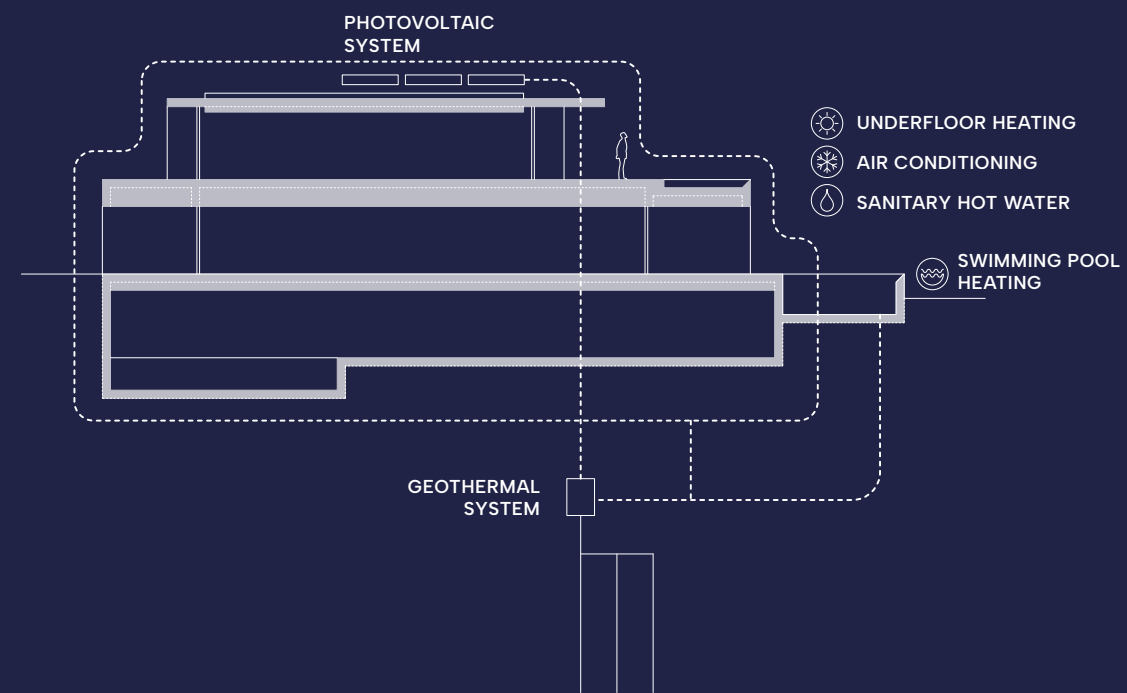 PHOTOVOLTAIC
SYSTEM
UNDERFLOOR HEATING
AIR CONDITIONING
SANITARY HOT WATER
SWIMMING POOL
HEATING
GEOTHERMAL
SYSTEM